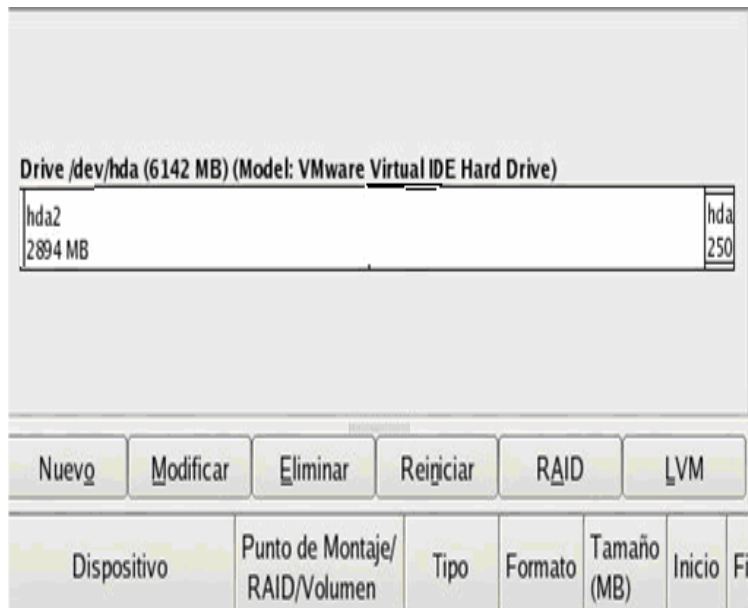 Drive /dev/hda (6142 MB) (Model: VMware Virtual IDE Hard Drive)
hda2
2894 MB
hda
250
Nuevo
Modificar
Eliminar
Reiniciar
RAID
LVM
Dispositivo
Punto de Montaje/
RAID/Volumen
Tipo
Formato
Tamaño
(MB)
Inicio
Fi